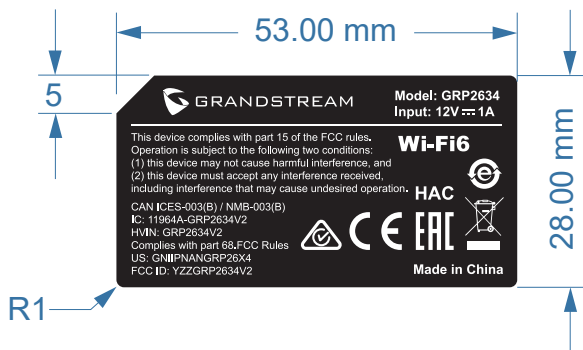 53.00 mm
5
GRANDSTREAM
Model: GRP2634
Input: 12V⎓1A
This device complies with part 15 of the FCC rules.
Operation is subject to the following two conditions:
(1) this device may not cause harmful interference, and
(2) this device must accept any interference received,
including interference that may cause undesired operation.
Wi-Fi6
HAC
CAN ICES-003(B) / NMB-003(B)
IC: 11964A-GRP2634V2
HVIN: GRP2634V2
Complies with part 68.FCC Rules
US: GNIIPNANGRP26X4
FCC ID: YZZGRP2634V2
CE
EAC
Made in China
28.00 mm
R1